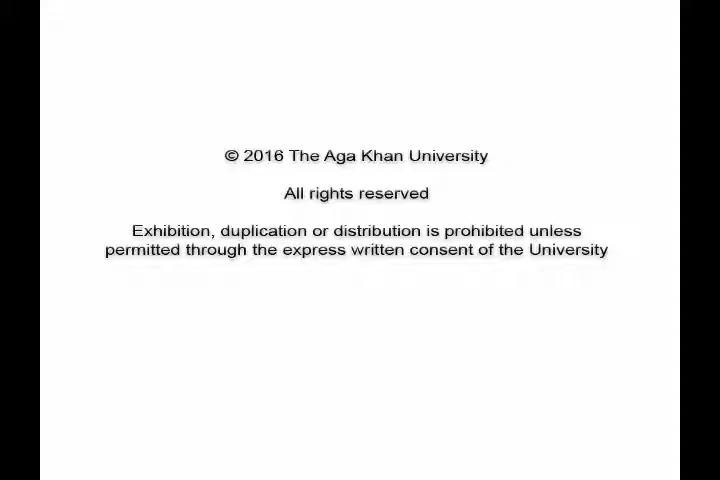 © 2016 The Aga Khan University
All rights reserved
Exhibition, duplication or distribution is prohibited unless
permitted through the express written consent of the University